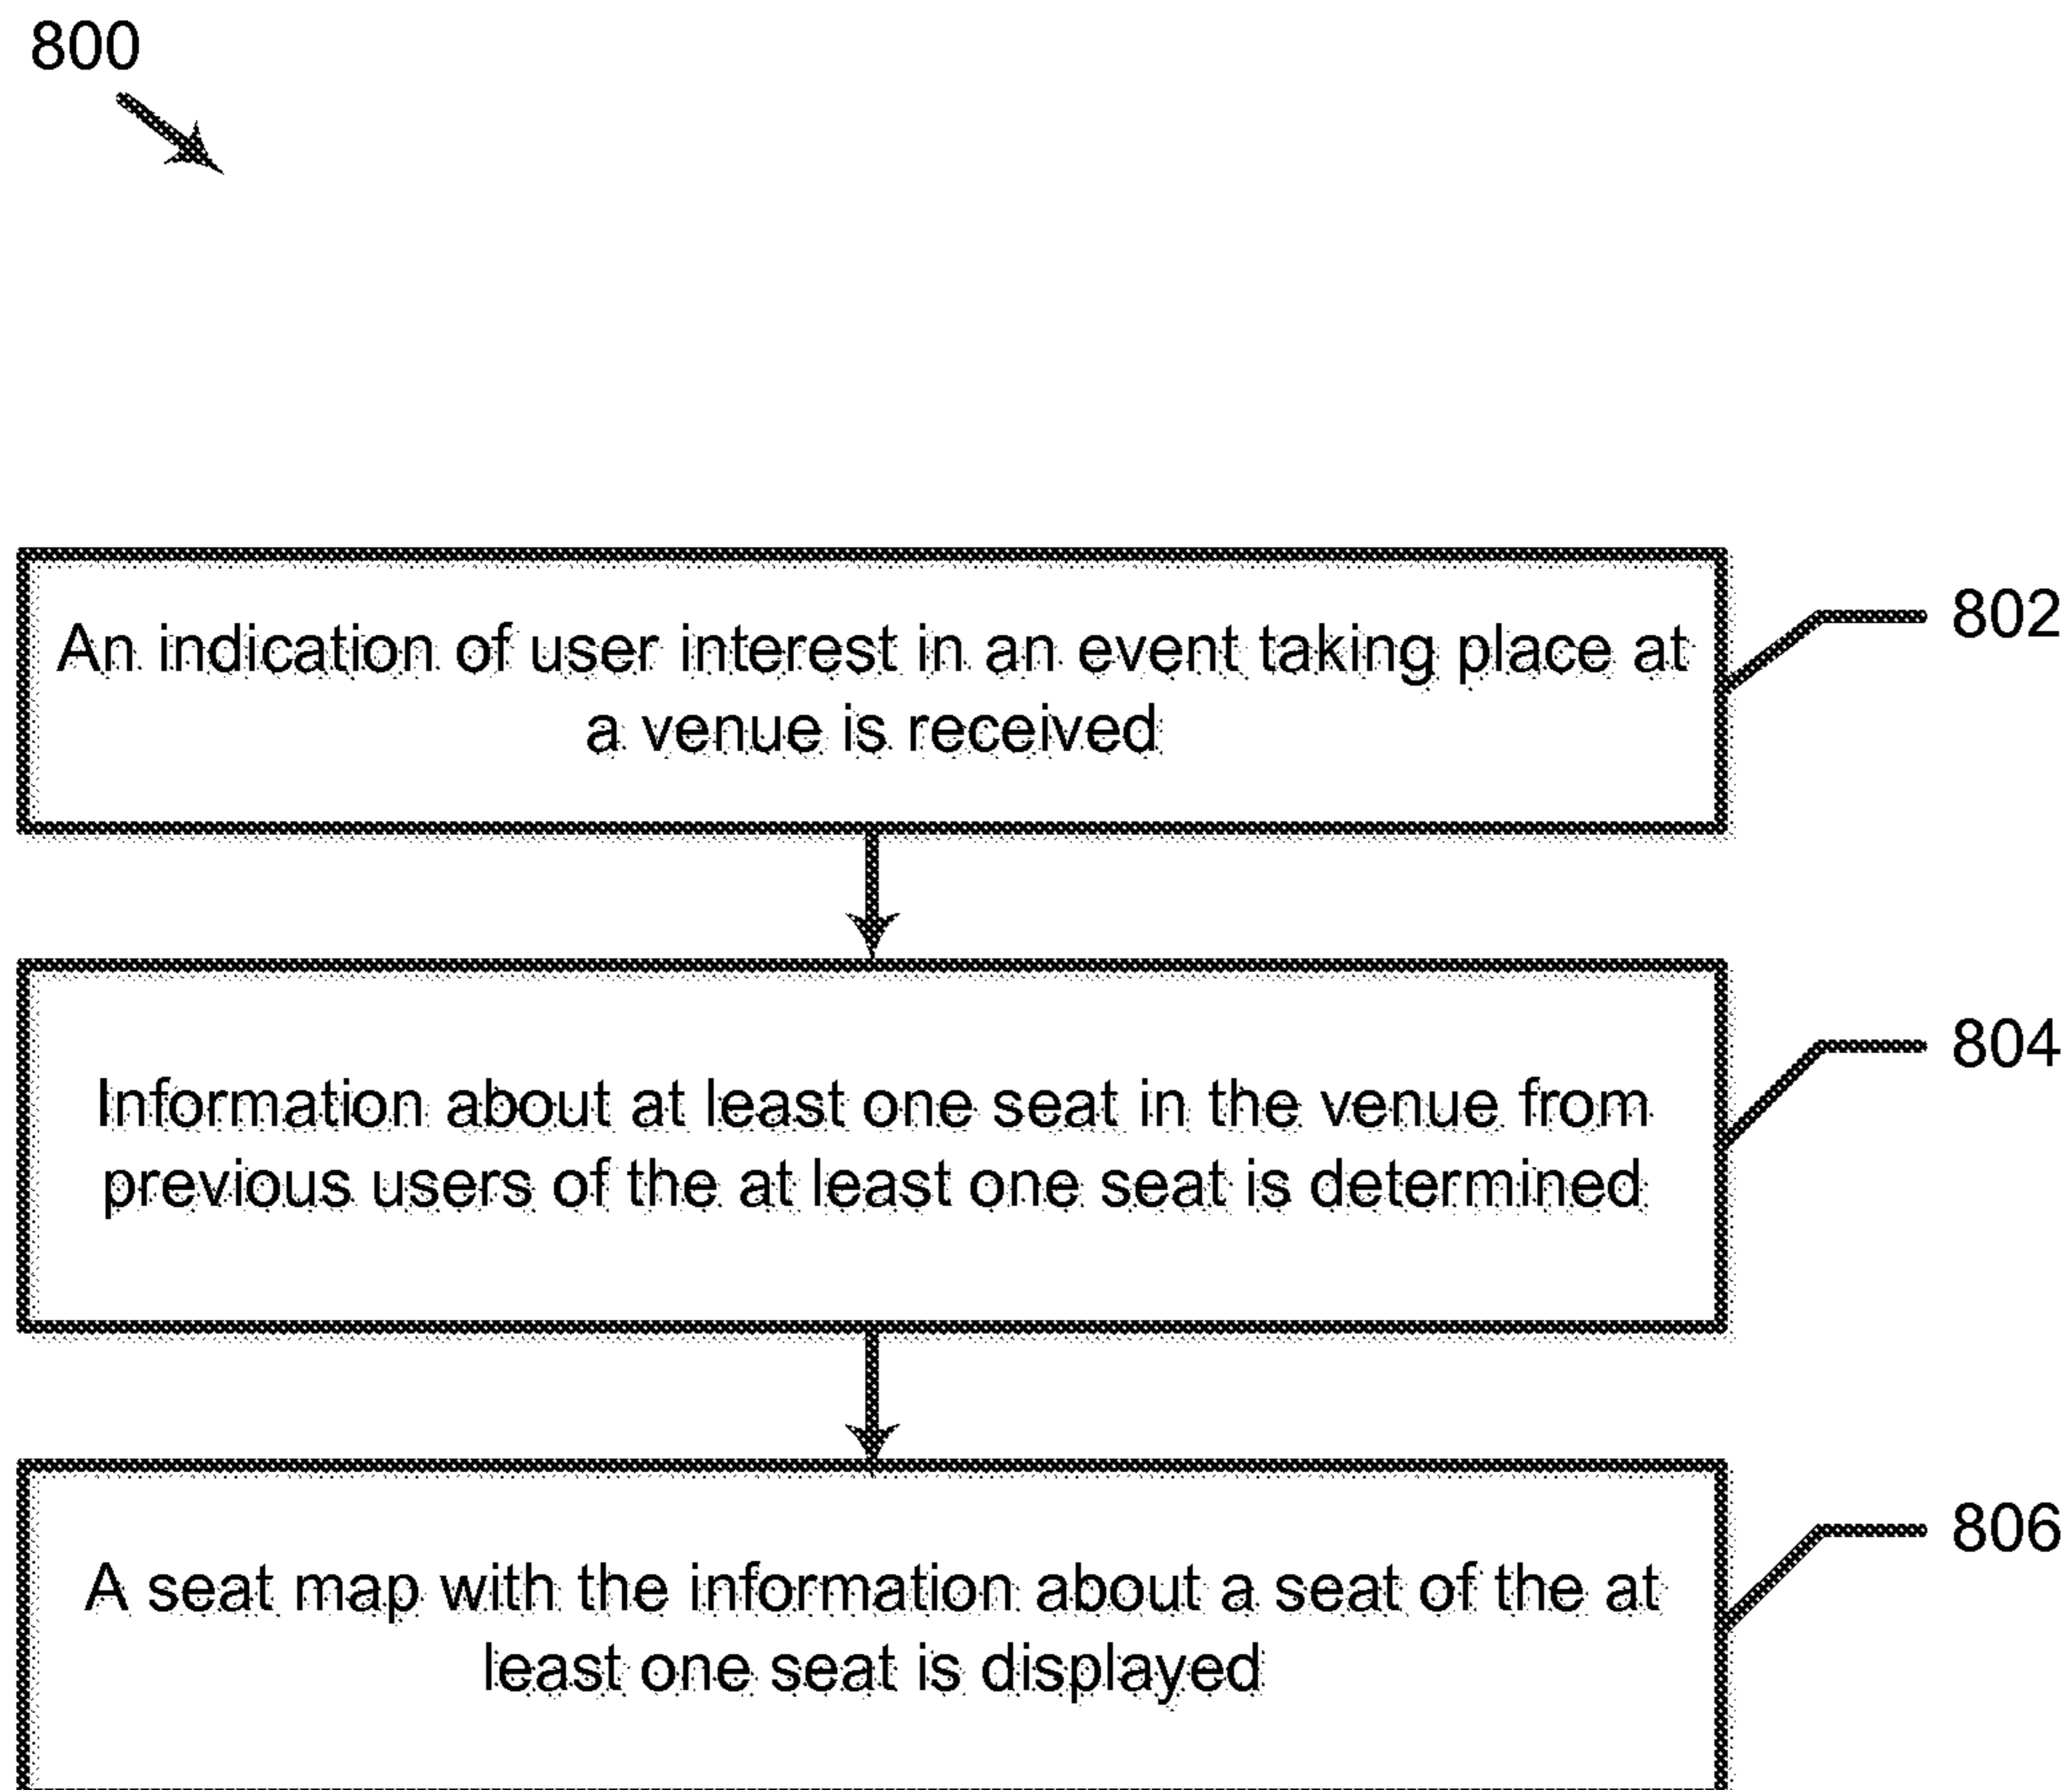 800
An indication of user interest in an event taking place at
a venue is received
802
Information about at least one seat in the venue from
previous users of the at least one seat is determined
804
A seat map with the information about a seat of the at
least one seat is displayed
806